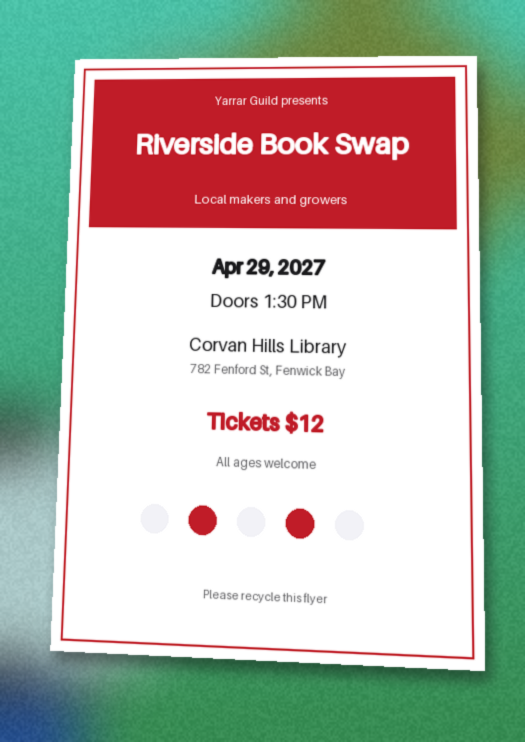 Yarrar Guild presents
Riverside Book Swap
Local makers and growers
Apr 29, 2027
Doors 1:30 PM
Corvan Hills Library
782 Fenford St, Fenwick Bay
Tickets $12
All ages welcome
Please recycle this flyer